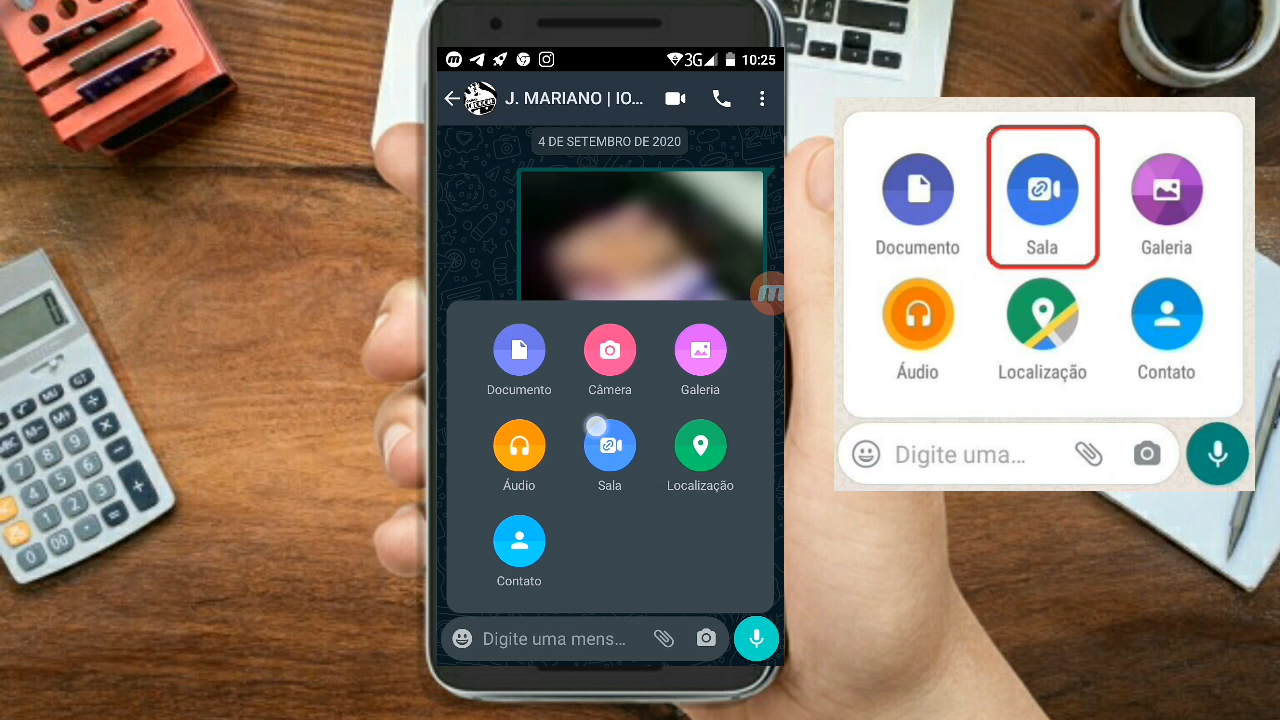 3G 10:25
J. MARIANO | IO...
4 DE SETEMBRO DE 2020
Documento
Câmera
Galeria
Áudio
Sala
Localização
Contato
Digite uma mens...
Documento
Sala
Galeria
Áudio
Localização
Contato
Digite uma...